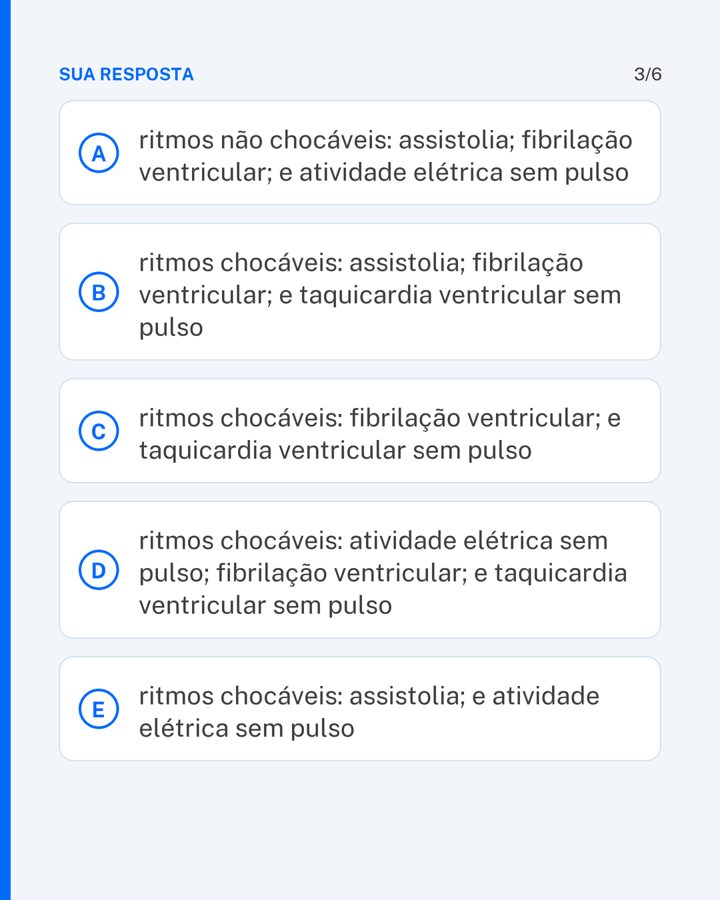 SUA RESPOSTA
3/6
A
ritmos não chocáveis: assistolia; fibrilação
ventricular; e atividade elétrica sem pulso
B
ritmos chocáveis: assistolia; fibrilação
ventricular; e taquicardia ventricular sem
pulso
C
ritmos chocáveis: fibrilação ventricular; e
taquicardia ventricular sem pulso
D
ritmos chocáveis: atividade elétrica sem
pulso; fibrilação ventricular; e taquicardia
ventricular sem pulso
E
ritmos chocáveis: assistolia; e atividade
elétrica sem pulso